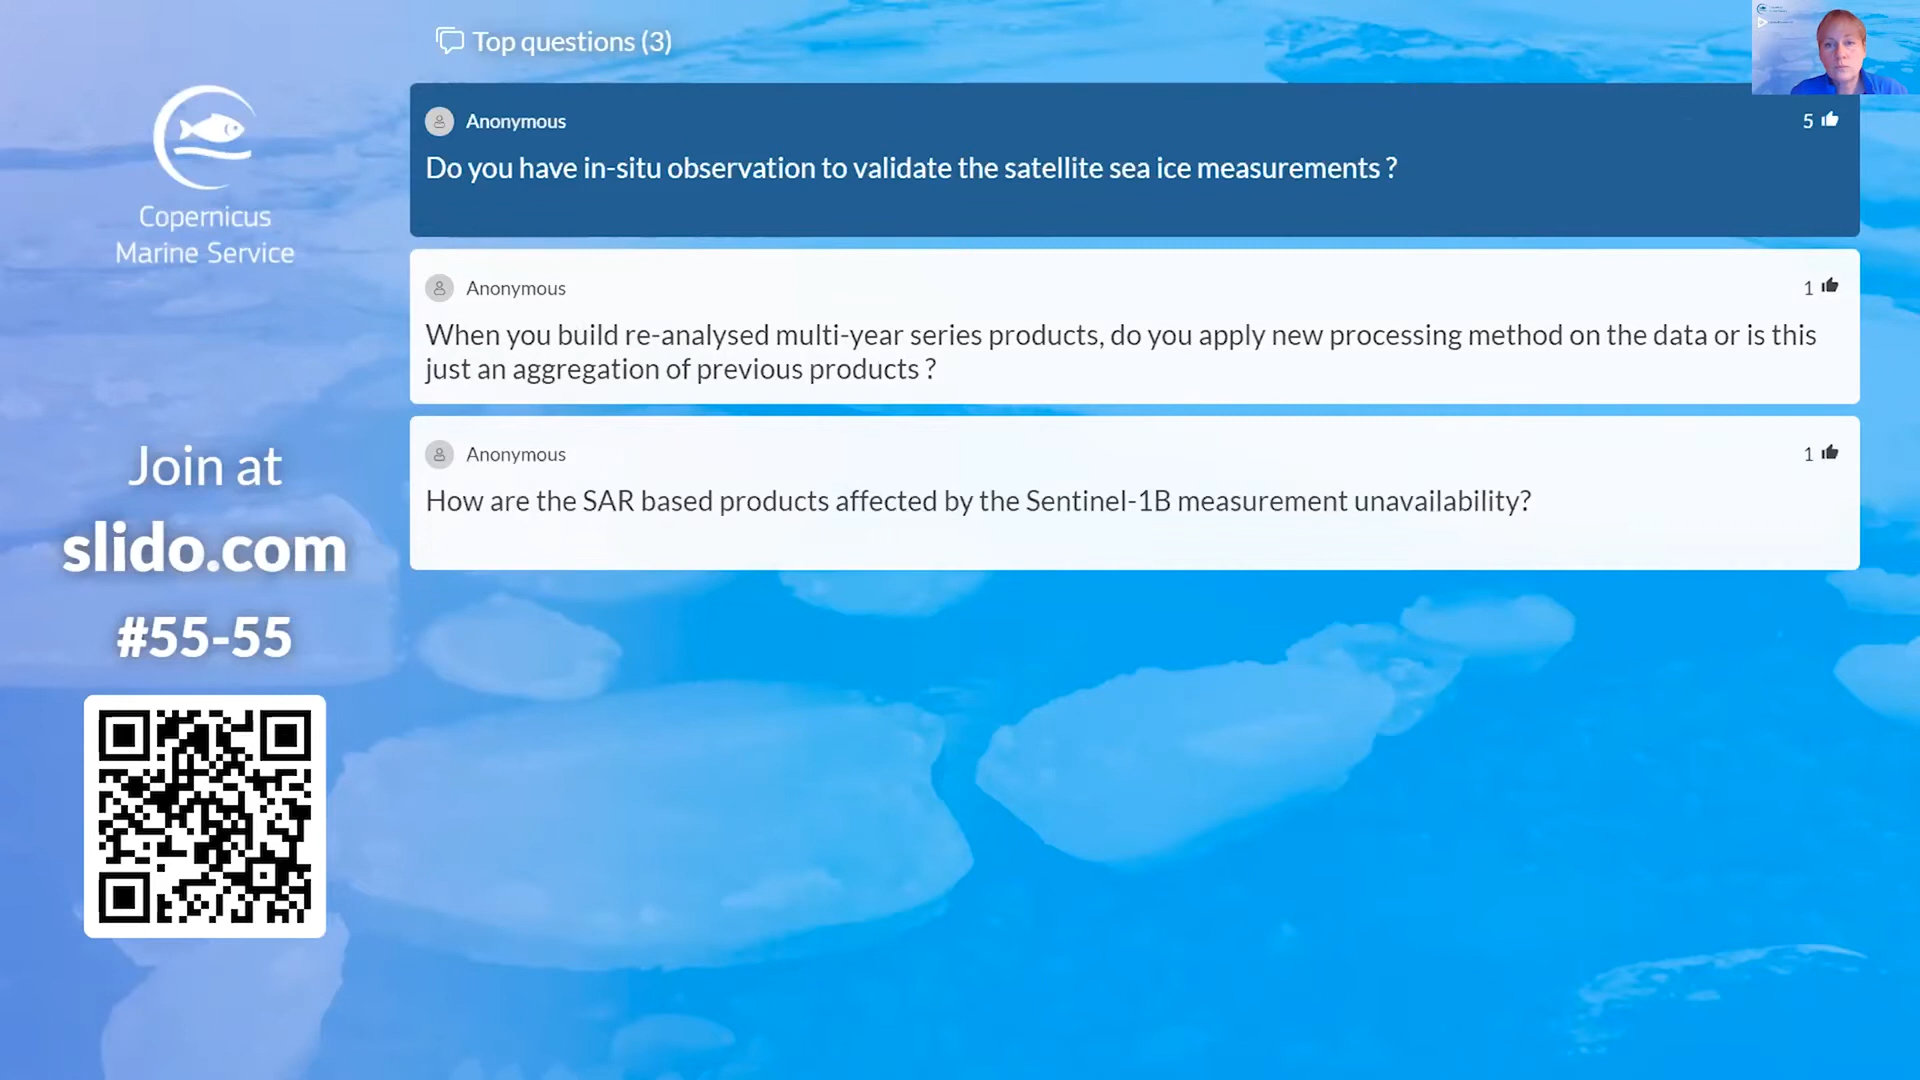 Top questions (3)
Copernicus
Marine Service
Anonymous
5
Do you have in-situ observation to validate the satellite sea ice measurements ?
Anonymous
1
When you build re-analysed multi-year series products, do you apply new processing method on the data or is this
just an aggregation of previous products ?
Anonymous
1
How are the SAR based products affected by the Sentinel-1B measurement unavailability?
Join at
slido.com
#55-55